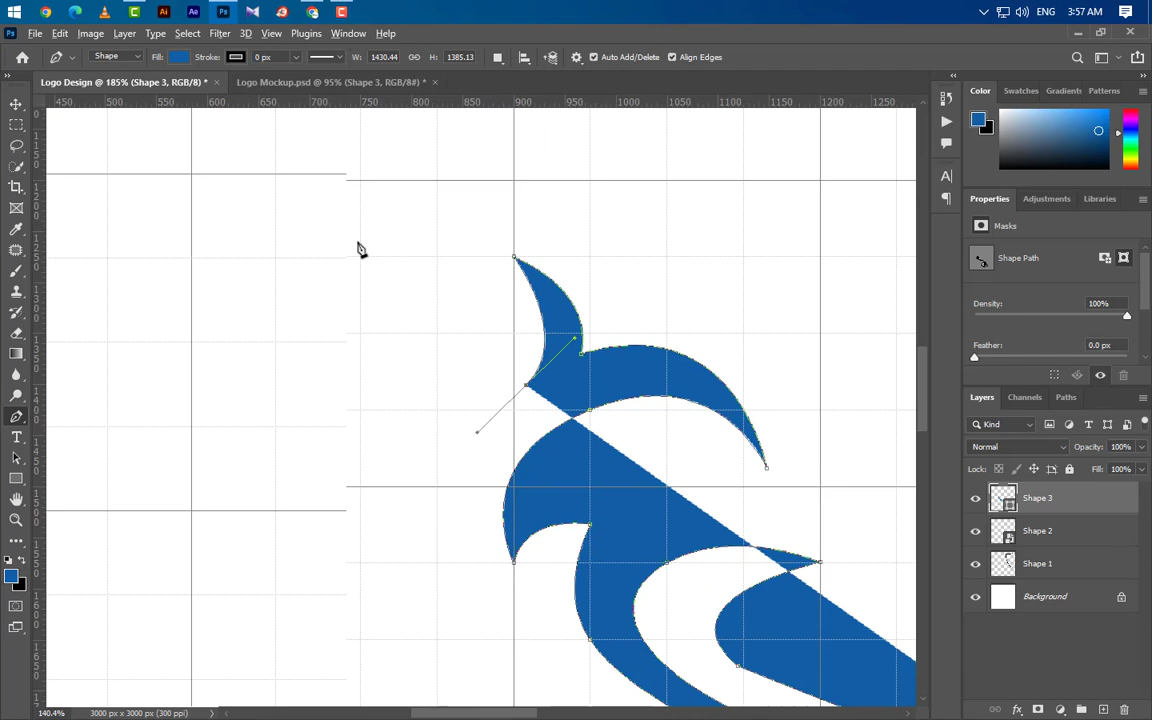 ENG 3:57 AM
Ps File Edit Image Layer Type Select Filter 3D View Plugins Window Help
Shape Fill: Stroke: 0 px W: 1430.44 H: 1385.13 Auto Add/Delete Align Edges
Logo Design @ 185% (Shape 3, RGB/8) * × Logo Mockup.psd @ 95% (Shape 3, RGB/8#) * ×
450 500 550 600 650 700 750 800 850 900 950 1000 1050 1100 1150 1200 1250
Color Swatches Gradients Patterns
Properties Adjustments Libraries
Masks
Shape Path
Density: 100%
Feather: 0.0 px
Layers Channels Paths
Kind
Normal Opacity: 100%
Lock: Fill: 100%
Shape 3
Shape 2
Shape 1
Background
140.4% 3000 px x 3000 px (300 ppi)